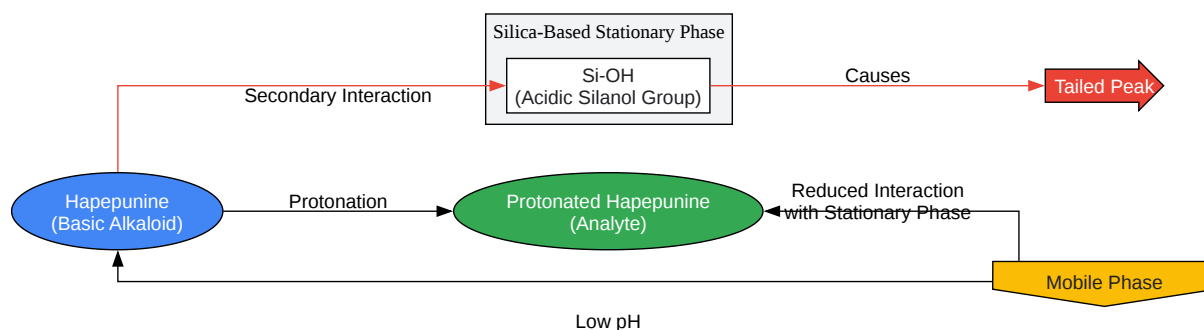 Silica-Based Stationary Phase
Si-OH
(Acidic Silanol Group)
Secondary Interaction
Causes
Tailed Peak
Hapepunine
(Basic Alkaloid)
Protonation
Protonated Hapepunine
(Analyte)
Reduced Interaction
with Stationary Phase
Mobile Phase
Low pH